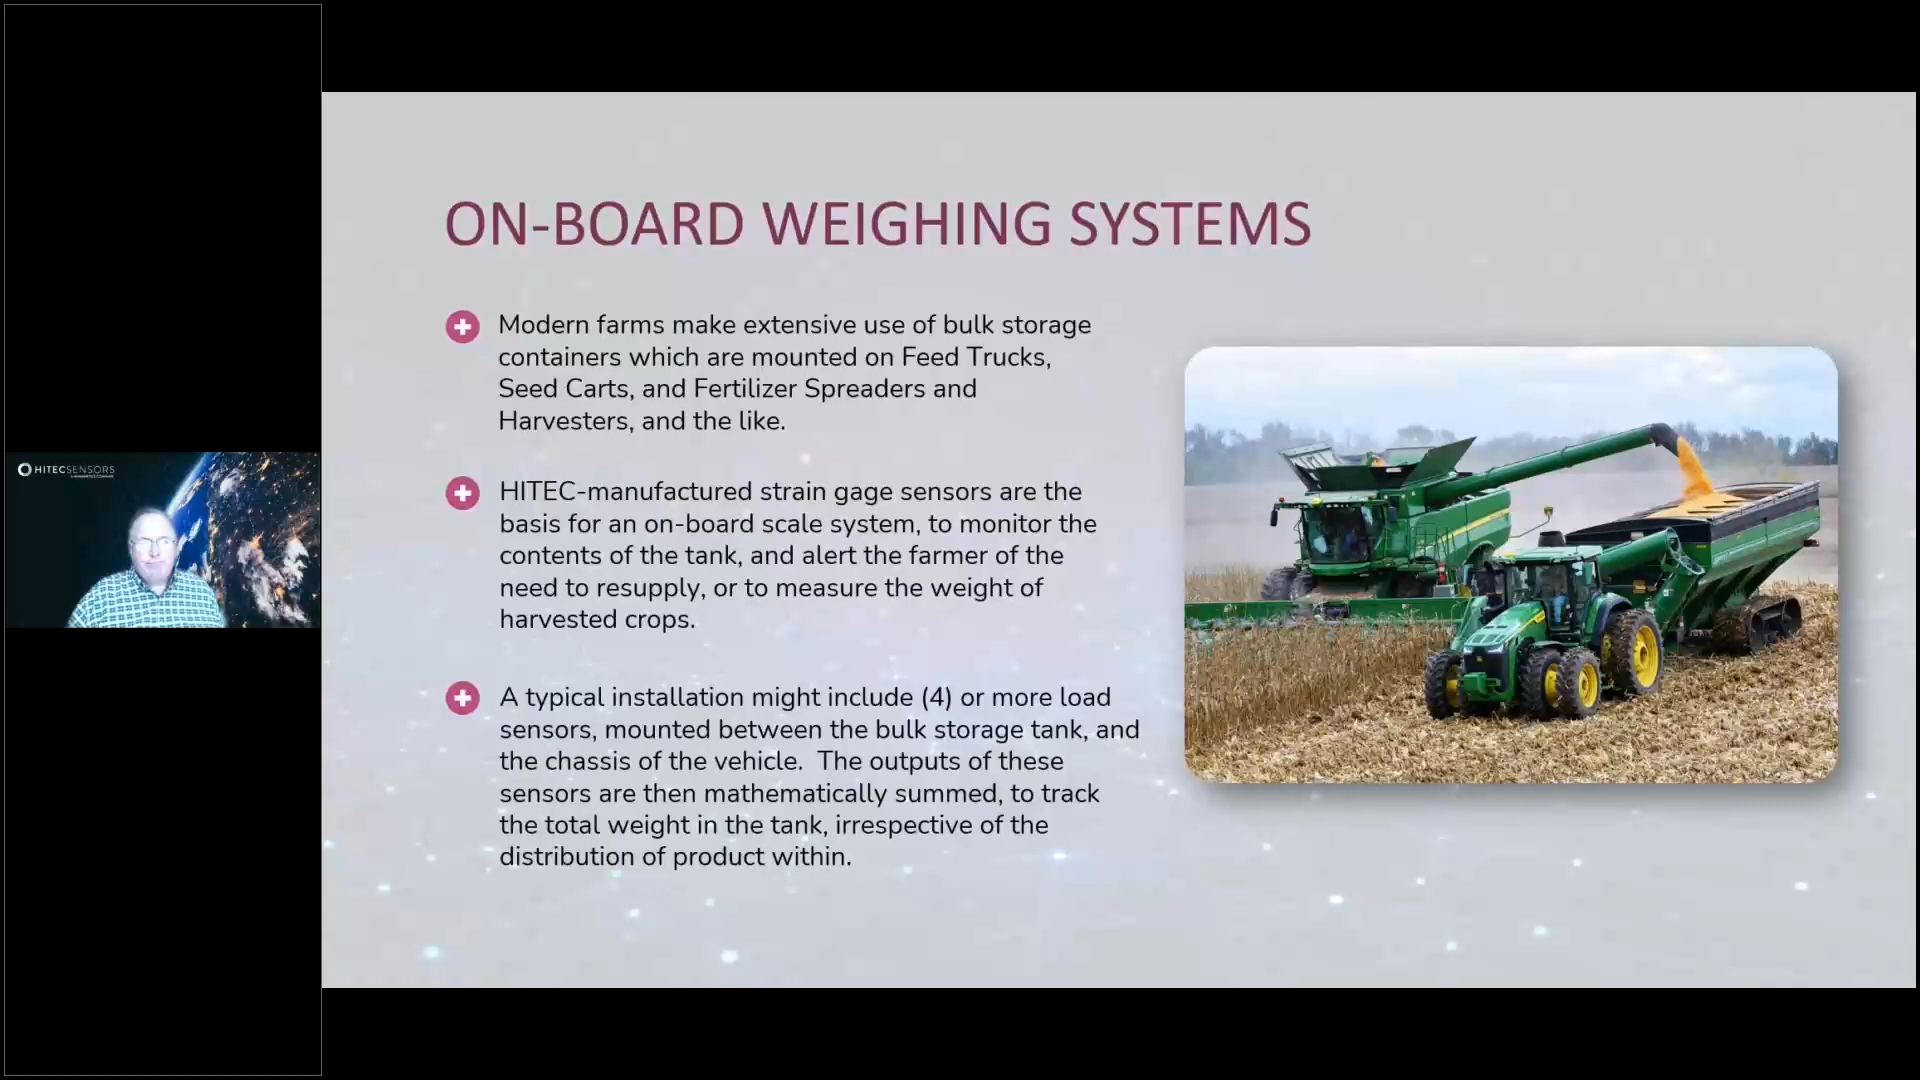 HITECSENSORS
ON-BOARD WEIGHING SYSTEMS
Modern farms make extensive use of bulk storage
containers which are mounted on Feed Trucks,
Seed Carts, and Fertilizer Spreaders and
Harvesters, and the like.
HITEC-manufactured strain gage sensors are the
basis for an on-board scale system, to monitor the
contents of the tank, and alert the farmer of the
need to resupply, or to measure the weight of
harvested crops.
A typical installation might include (4) or more load
sensors, mounted between the bulk storage tank, and
the chassis of the vehicle.  The outputs of these
sensors are then mathematically summed, to track
the total weight in the tank, irrespective of the
distribution of product within.